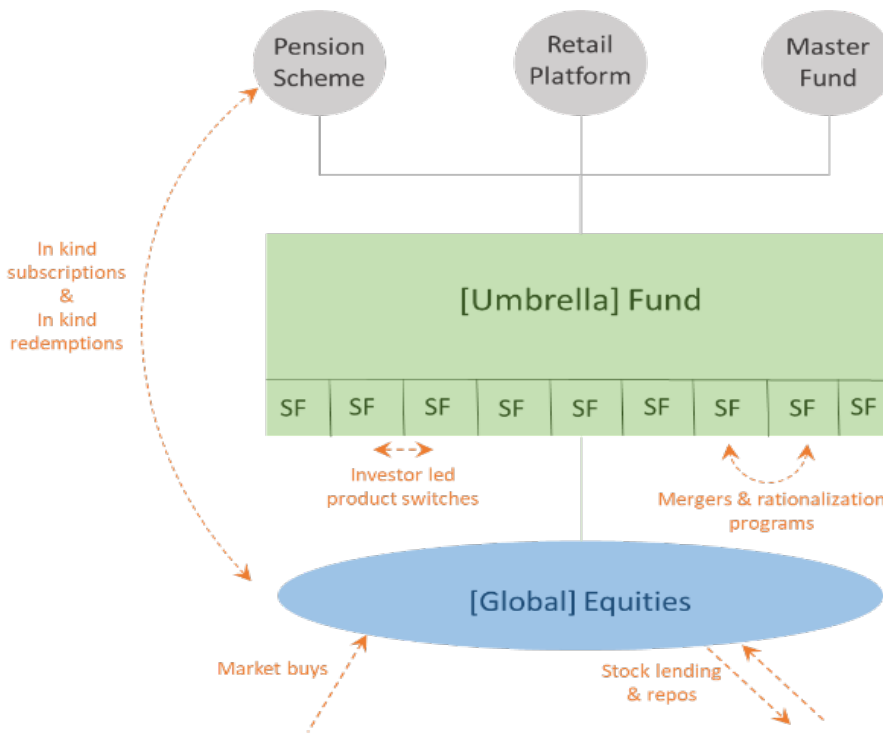 Pension
Scheme
Retail
Platform
Master
Fund
In kind
subscriptions
&
In kind
redemptions
[Umbrella] Fund
SF SF SF SF SF SF SF SF SF
Investor led
product switches
Mergers & rationalization
programs
[Global] Equities
Market buys
Stock lending
& repos